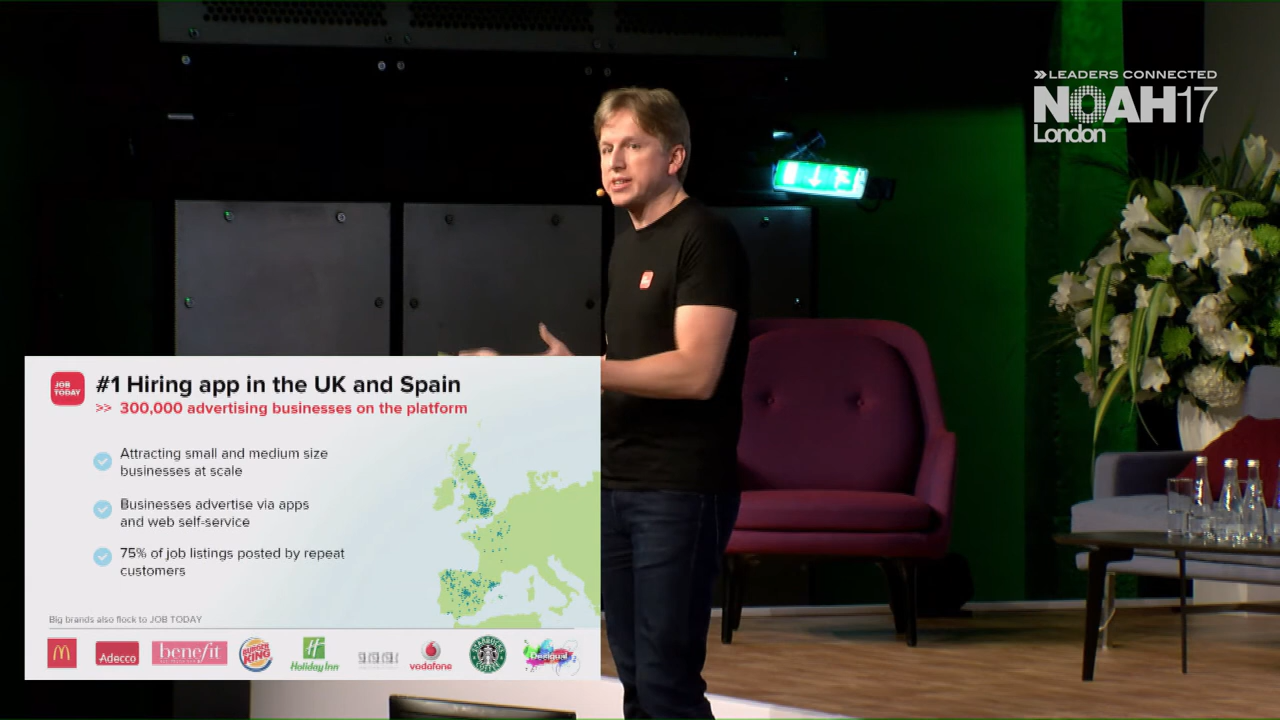 LEADERS CONNECTED
NOAH17
London
JOB
TODAY
#1 Hiring app in the UK and Spain
>> 300,000 advertising businesses on the platform
Attracting small and medium size
businesses at scale
Businesses advertise via apps
and web self-service
75% of job listings posted by repeat
customers
Big brands also flock to JOB TODAY
Adecco
benefit
BURGER
KING
Holiday Inn
vodafone
STARBUCKS
COFFEE
Desigual